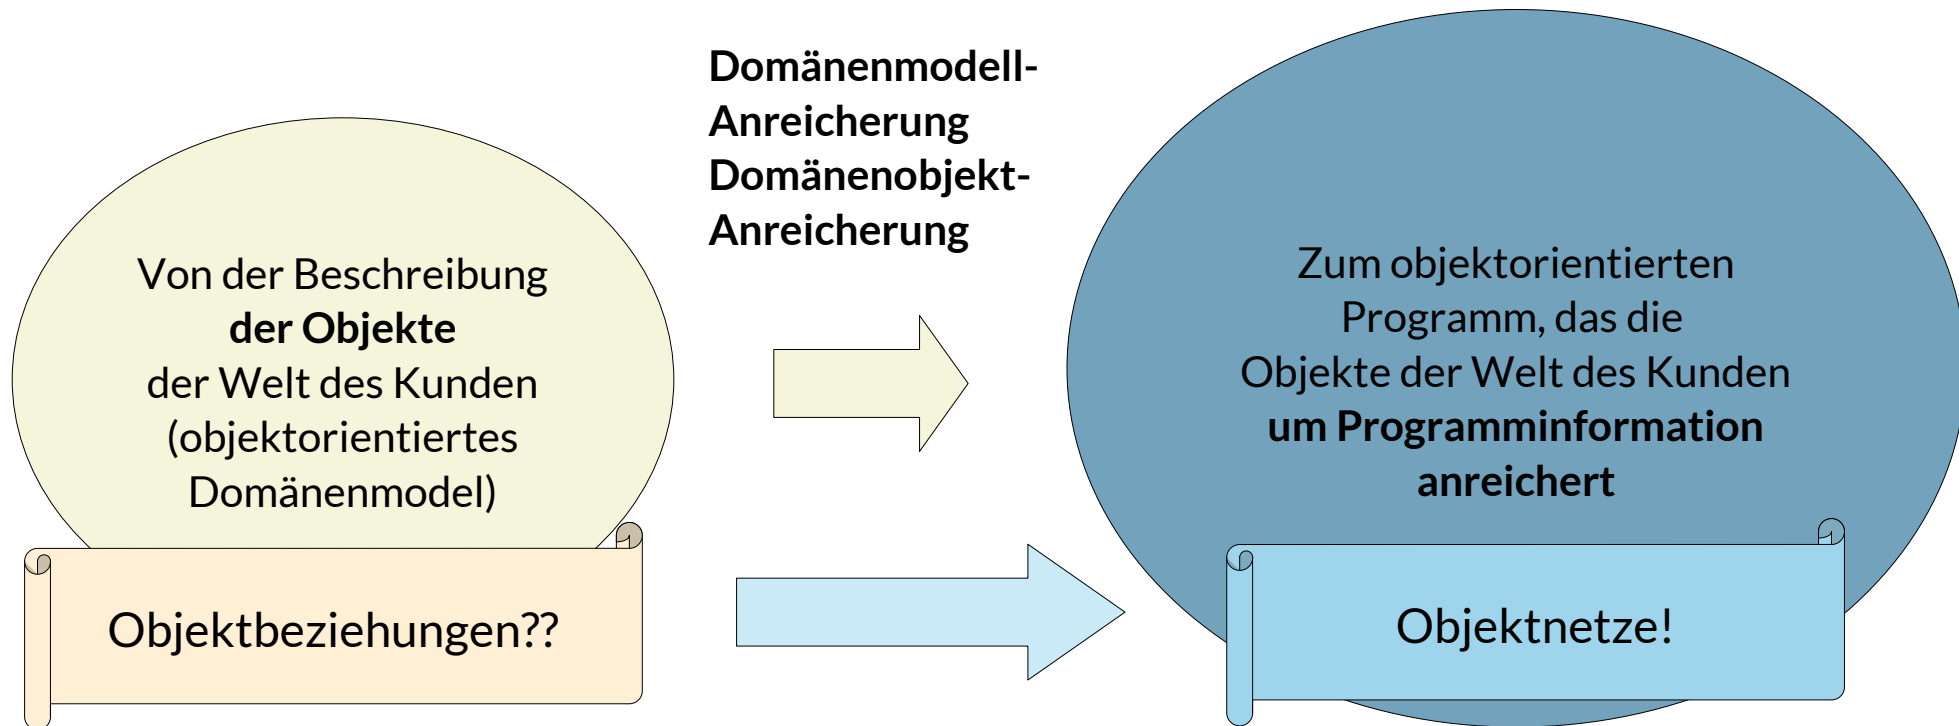 Domänenmodell-
Anreicherung
Domänenobjekt-
Anreicherung
Von der Beschreibung
der Objekte
der Welt des Kunden
(objektorientiertes
Domänenmodel)
Zum objektorientierten
Programm, das die
Objekte der Welt des Kunden
um Programminformation
anreichert
Objektbeziehungen??
Objektnetze!